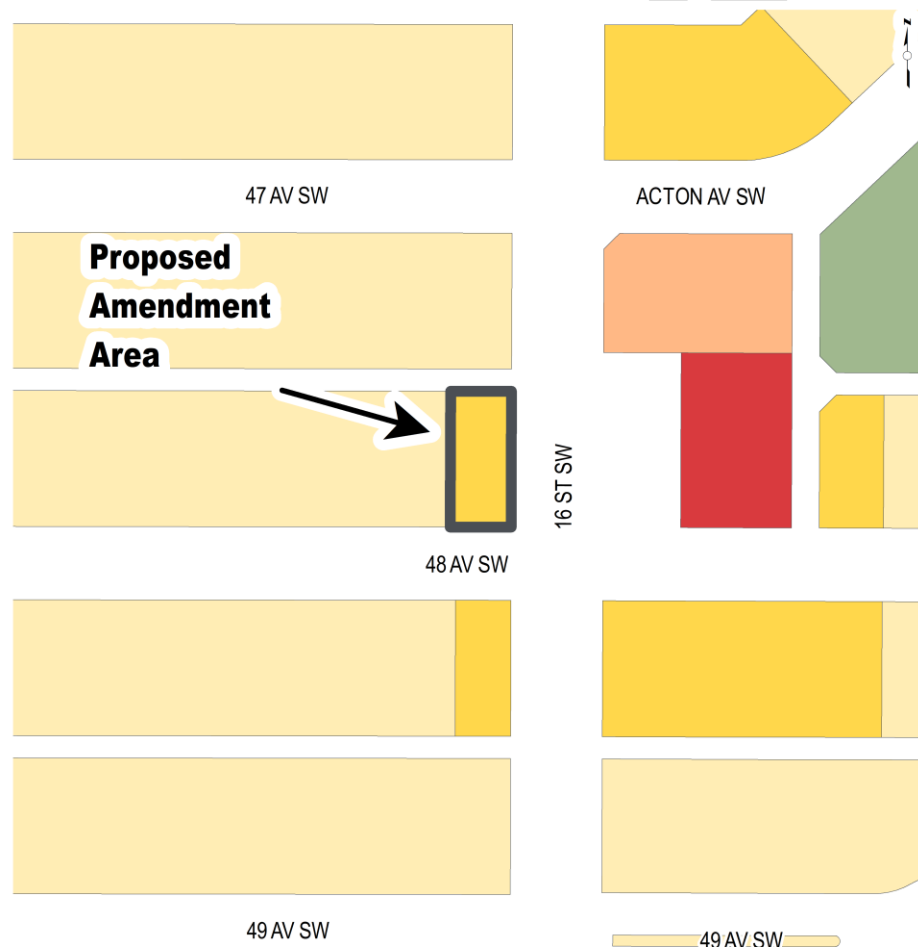 N
47 AV SW
ACTON AV SW
Proposed
Amendment
Area
16 ST SW
48 AV SW
49 AV SW
49 AV SW